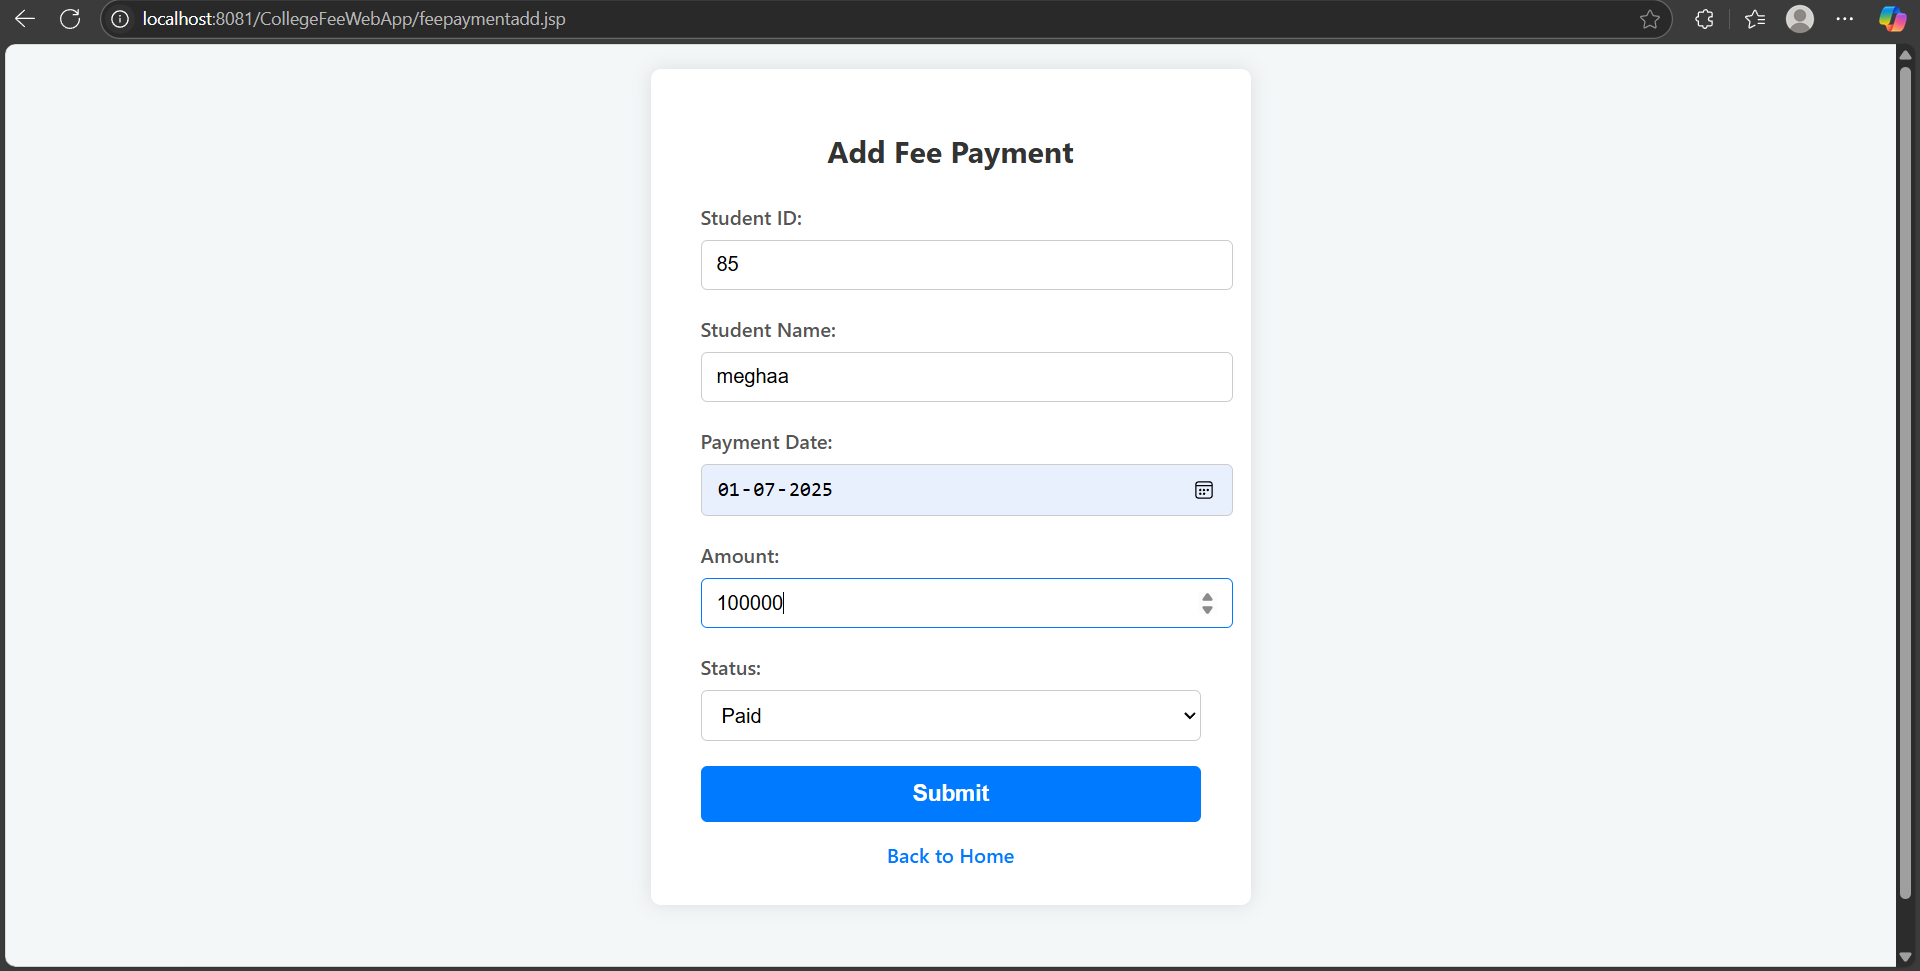 localhost:8081/CollegeFeeWebApp/feepaymentadd.jsp
Add Fee Payment
Student ID:
85
Student Name:
meghaa
Payment Date:
01-07-2025
Amount:
100000
Status:
Paid
Submit
Back to Home